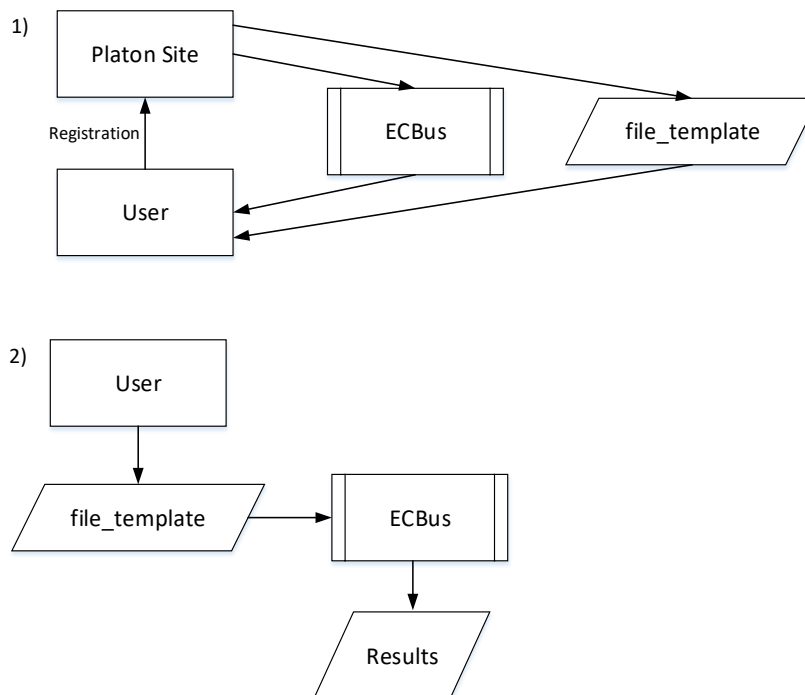 1)
Platon Site
ECBus
file_template
Registration
User
2)
User
file_template
ECBus
Results